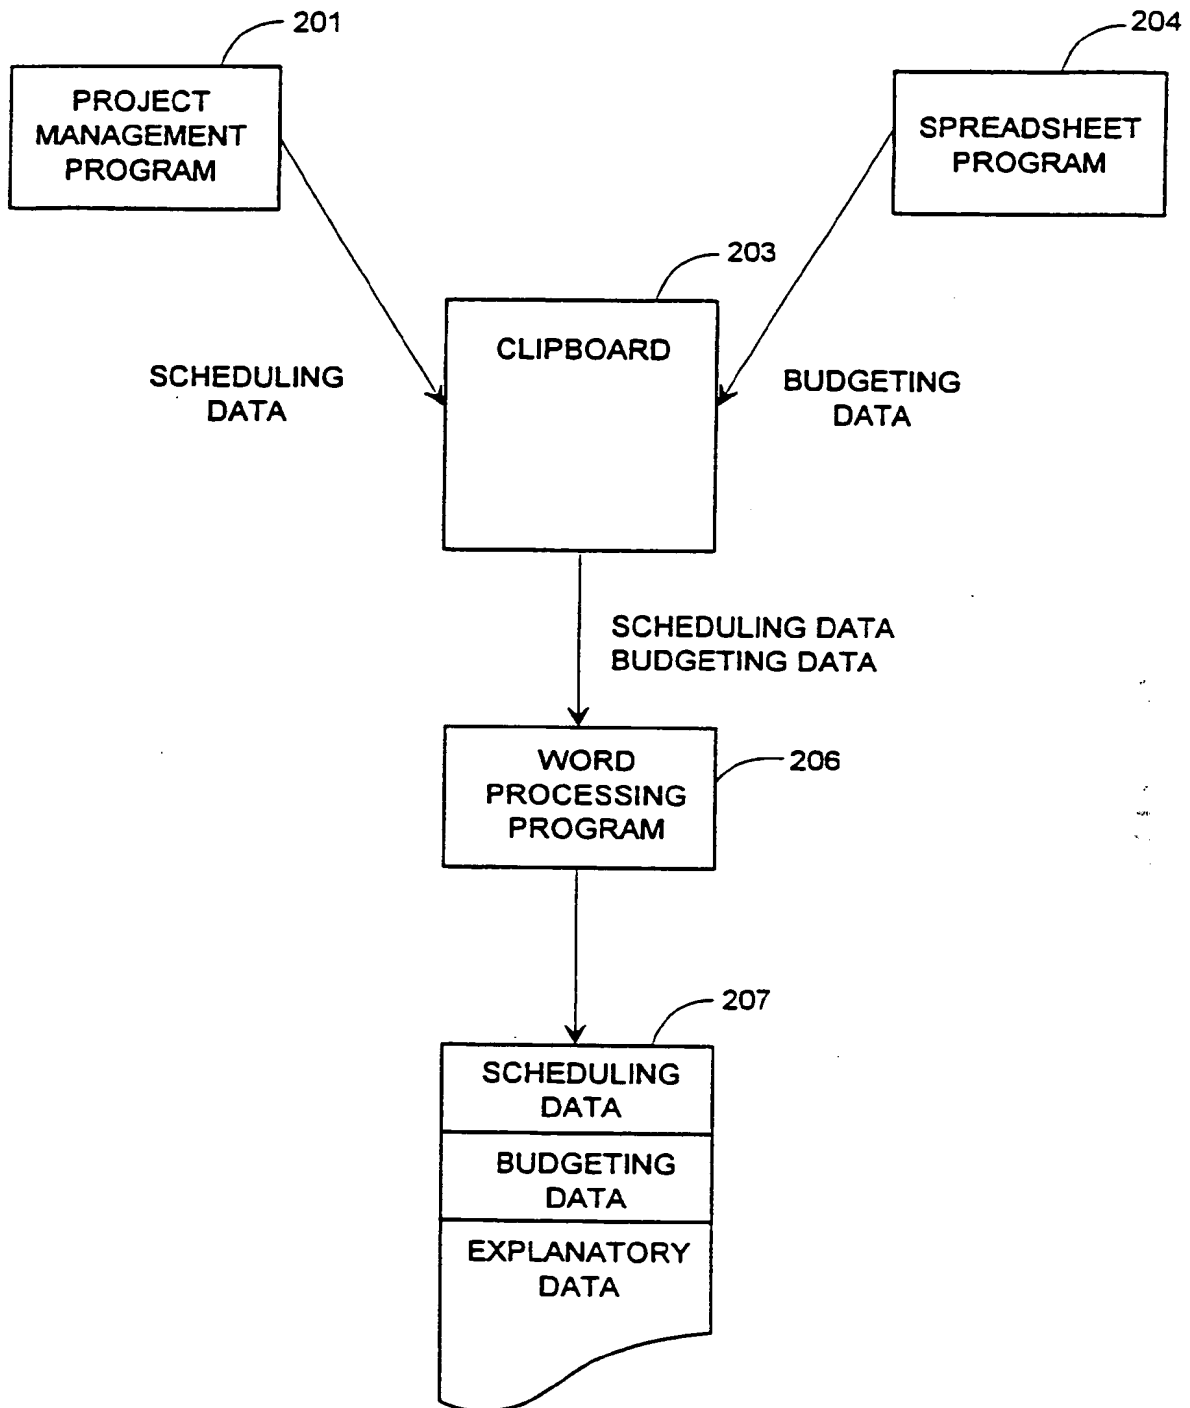 201
204
PROJECT
MANAGEMENT
PROGRAM
SPREADSHEET
PROGRAM
203
CLIPBOARD
SCHEDULING
DATA
BUDGETING
DATA
SCHEDULING DATA
BUDGETING DATA
WORD
PROCESSING
PROGRAM
206
207
SCHEDULING
DATA
BUDGETING
DATA
EXPLANATORY
DATA